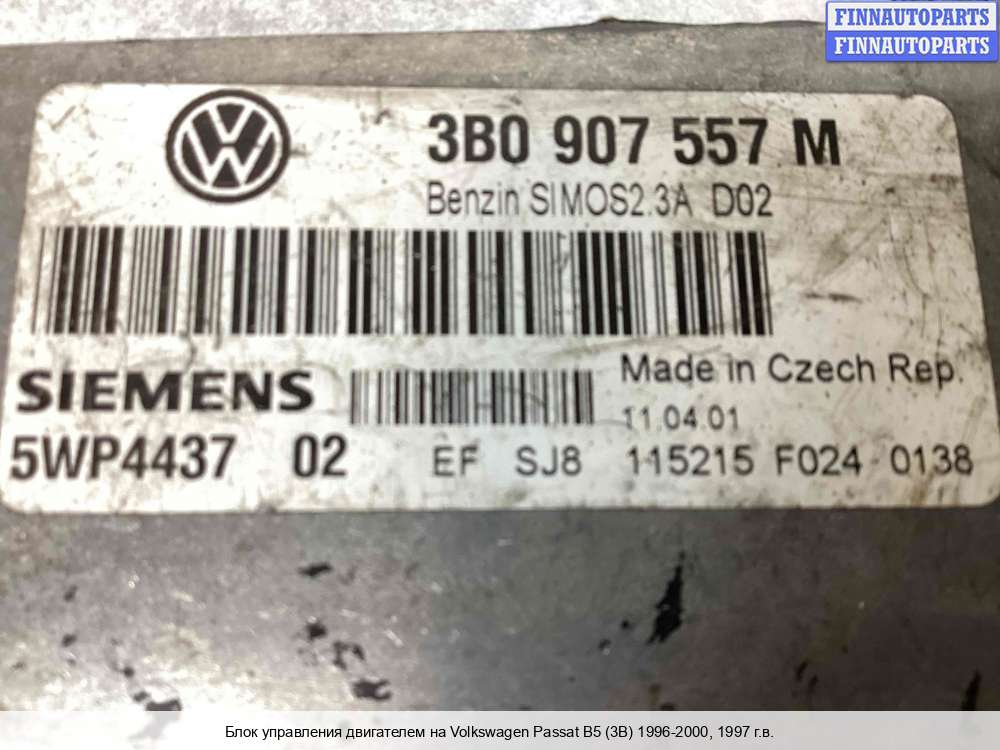 FINNAUTOPARTS
FINNAUTOPARTS
3B0 907 557 M
Benzin SIMOS2.3A D02
SIEMENS
Made in Czech Rep.
11.04.01
5WP4437 02 EF SJ8 115215 F024 0138
Блок управления двигателем на Volkswagen Passat B5 (3B) 1996-2000, 1997 г.в.